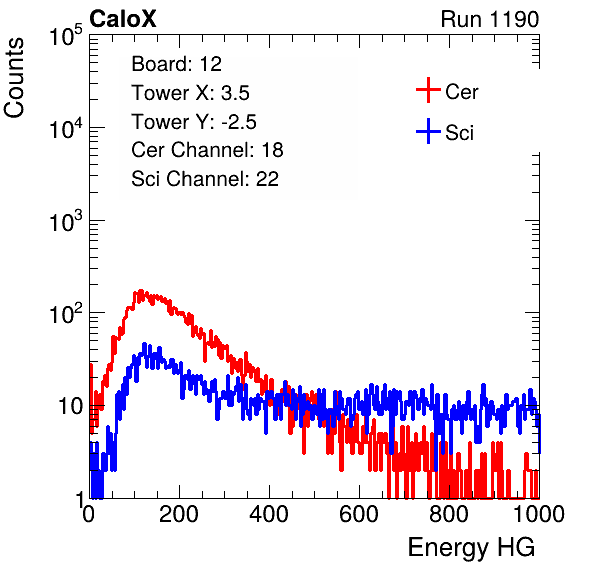 CaloX Run 1190
Counts
Board: 12
Tower X: 3.5
Tower Y: -2.5
Cer Channel: 18
Sci Channel: 22
Cer
Sci
10^5
10^4
10^3
10^2
10
1
0 200 400 600 800 1000
Energy HG